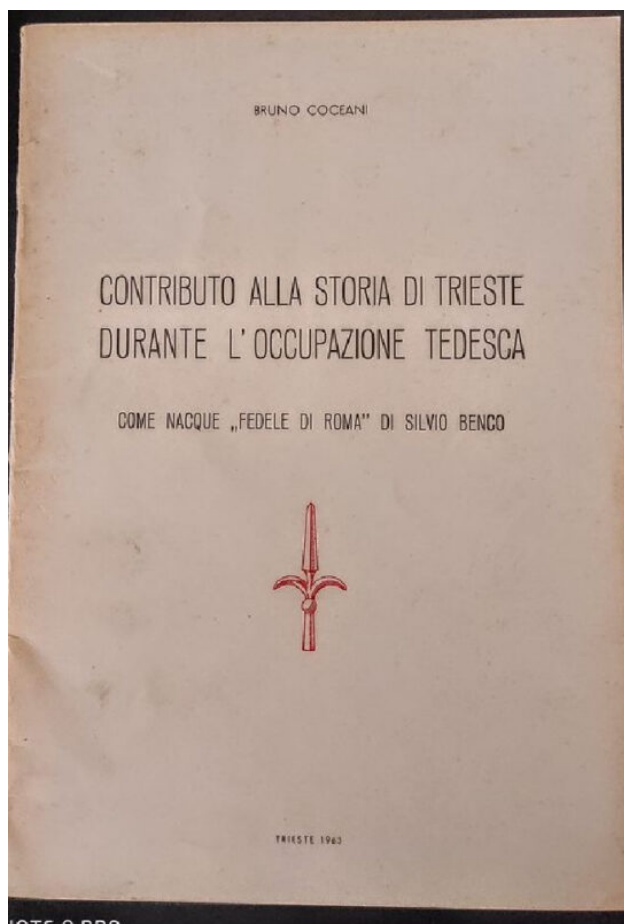 BRUNO COCEANI
CONTRIBUTO ALLA STORIA DI TRIESTE
DURANTE L'OCCUPAZIONE TEDESCA
COME NACQUE „FEDELE DI ROMA” DI SILVIO BENCO
TRIESTE 1963